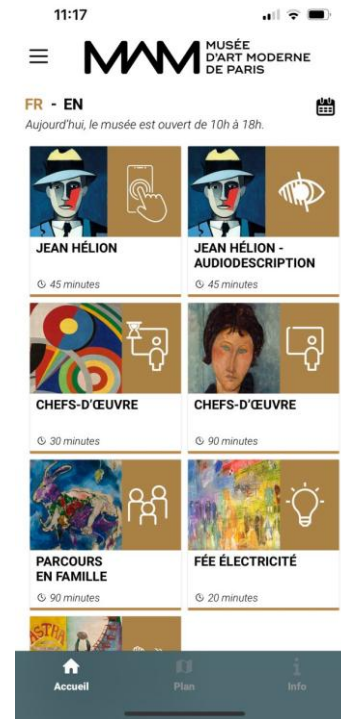 11:17
MAM
MUSÉE
D'ART MODERNE
DE PARIS
FR - EN
Aujourd'hui, le musée est ouvert de 10h à 18h.
JEAN HÉLION
45 minutes
JEAN HÉLION -
AUDIODESCRIPTION
45 minutes
CHEFS-D'ŒUVRE
30 minutes
CHEFS-D'ŒUVRE
90 minutes
PARCOURS
EN FAMILLE
90 minutes
FÉE ÉLECTRICITÉ
20 minutes
ASTRA
Accueil
Plan
Info